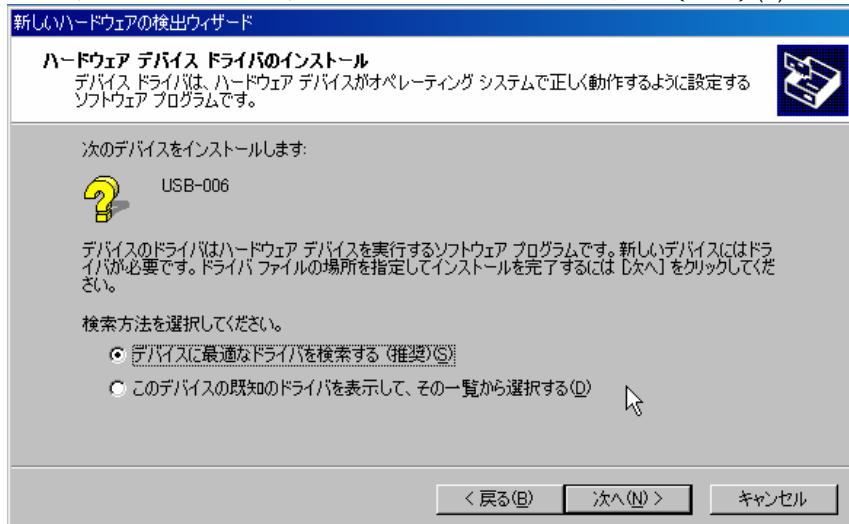 新しいハードウェアの検出ウィザード
ハードウェア デバイス ドライバのインストール
デバイス ドライバは、ハードウェア デバイスがオペレーティング システムで正しく動作するように設定する
ソフトウェア プログラムです。
次のデバイスをインストールします:
USB-006
デバイスのドライバはハードウェア デバイスを実行するソフトウェア プログラムです。新しいデバイスにはドラ
イバが必要です。ドライバ ファイルの場所を指定してインストールを完了するには [次へ] をクリックしてくだ
さい。
検索方法を選択してください。
デバイスに最適なドライバを検索する (推奨)(S)
このデバイスの既知のドライバを表示して、その一覧から選択する(D)
< 戻る(B) 次へ(N) > キャンセル